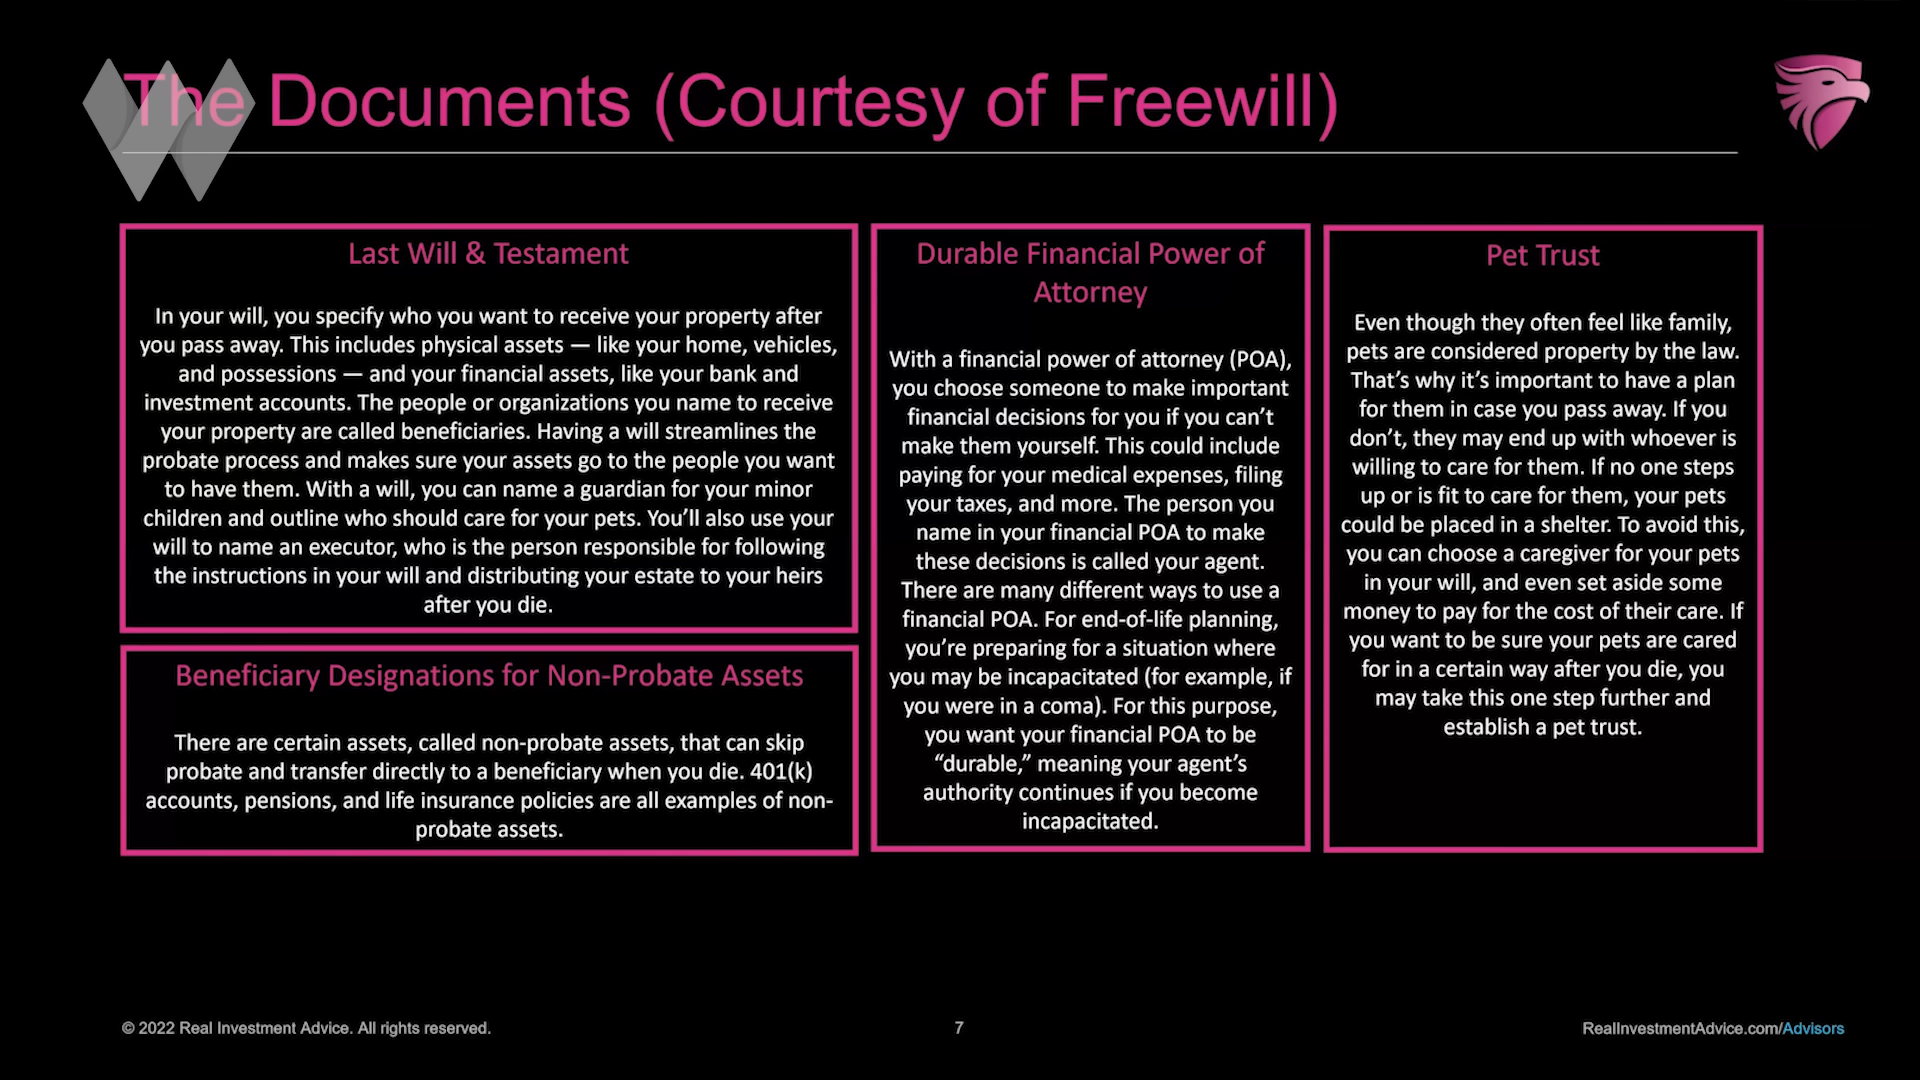 The Documents (Courtesy of Freewill)
Last Will & Testament
In your will, you specify who you want to receive your property after
you pass away. This includes physical assets — like your home, vehicles,
and possessions — and your financial assets, like your bank and
investment accounts. The people or organizations you name to receive
your property are called beneficiaries. Having a will streamlines the
probate process and makes sure your assets go to the people you want
to have them. With a will, you can name a guardian for your minor
children and outline who should care for your pets. You’ll also use your
will to name an executor, who is the person responsible for following
the instructions in your will and distributing your estate to your heirs
after you die.
Beneficiary Designations for Non-Probate Assets
There are certain assets, called non-probate assets, that can skip
probate and transfer directly to a beneficiary when you die. 401(k)
accounts, pensions, and life insurance policies are all examples of non-
probate assets.
Durable Financial Power of
Attorney
With a financial power of attorney (POA),
you choose someone to make important
financial decisions for you if you can’t
make them yourself. This could include
paying for your medical expenses, filing
your taxes, and more. The person you
name in your financial POA to make
these decisions is called your agent.
There are many different ways to use a
financial POA. For end-of-life planning,
you’re preparing for a situation where
you may be incapacitated (for example, if
you were in a coma). For this purpose,
you want your financial POA to be
“durable,” meaning your agent’s
authority continues if you become
incapacitated.
Pet Trust
Even though they often feel like family,
pets are considered property by the law.
That’s why it’s important to have a plan
for them in case you pass away. If you
don’t, they may end up with whoever is
willing to care for them. If no one steps
up or is fit to care for them, your pets
could be placed in a shelter. To avoid this,
you can choose a caregiver for your pets
in your will, and even set aside some
money to pay for the cost of their care. If
you want to be sure your pets are cared
for in a certain way after you die, you
may take this one step further and
establish a pet trust.
© 2022 Real Investment Advice. All rights reserved.
7
RealInvestmentAdvice.com/Advisors